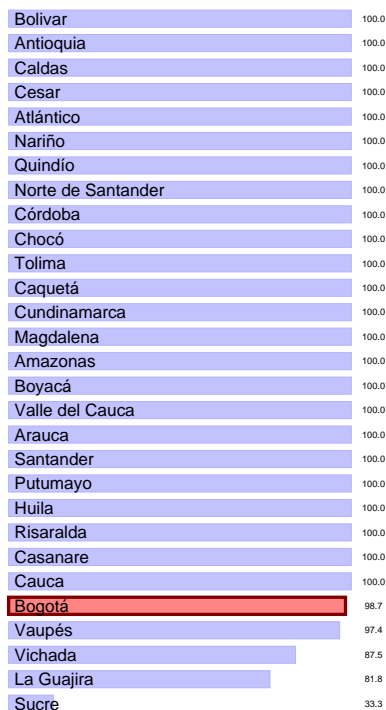 Bolivar 100.0
Antioquia 100.0
Caldas 100.0
Cesar 100.0
Atlántico 100.0
Nariño 100.0
Quindío 100.0
Norte de Santander 100.0
Córdoba 100.0
Chocó 100.0
Tolima 100.0
Caquetá 100.0
Cundinamarca 100.0
Magdalena 100.0
Amazonas 100.0
Boyacá 100.0
Valle del Cauca 100.0
Arauca 100.0
Santander 100.0
Putumayo 100.0
Huila 100.0
Risaralda 100.0
Casanare 100.0
Cauca 100.0
Bogotá 98.7
Vaupés 97.4
Vichada 87.5
La Guajira 81.8
Sucre 33.3